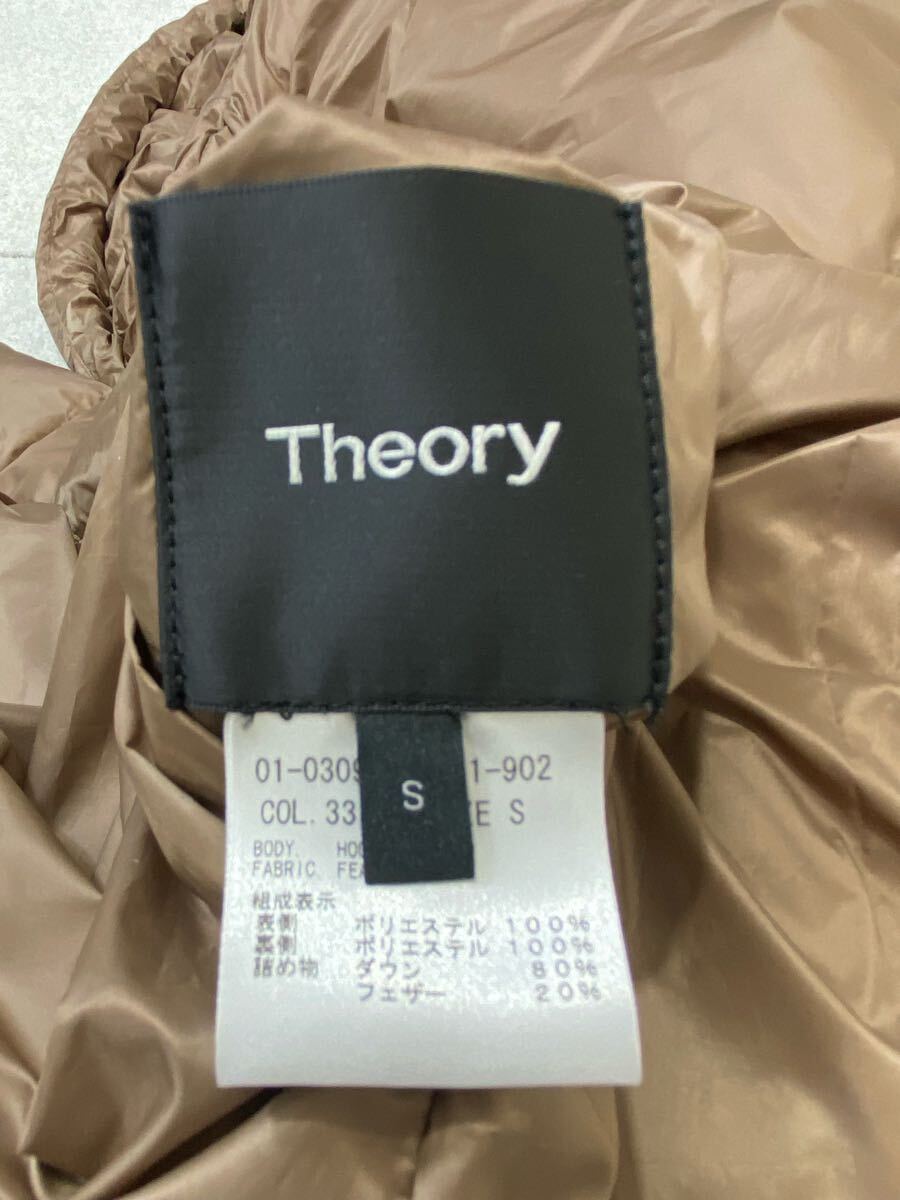 Theory
S
01-0309 1-902
COL. 33 E S
BODY. HO
FABRIC FE
組成表示
表側 ポリエステル 100%
裏側 ポリエステル 100%
詰め物 ダウン 80%
フェザー 20%